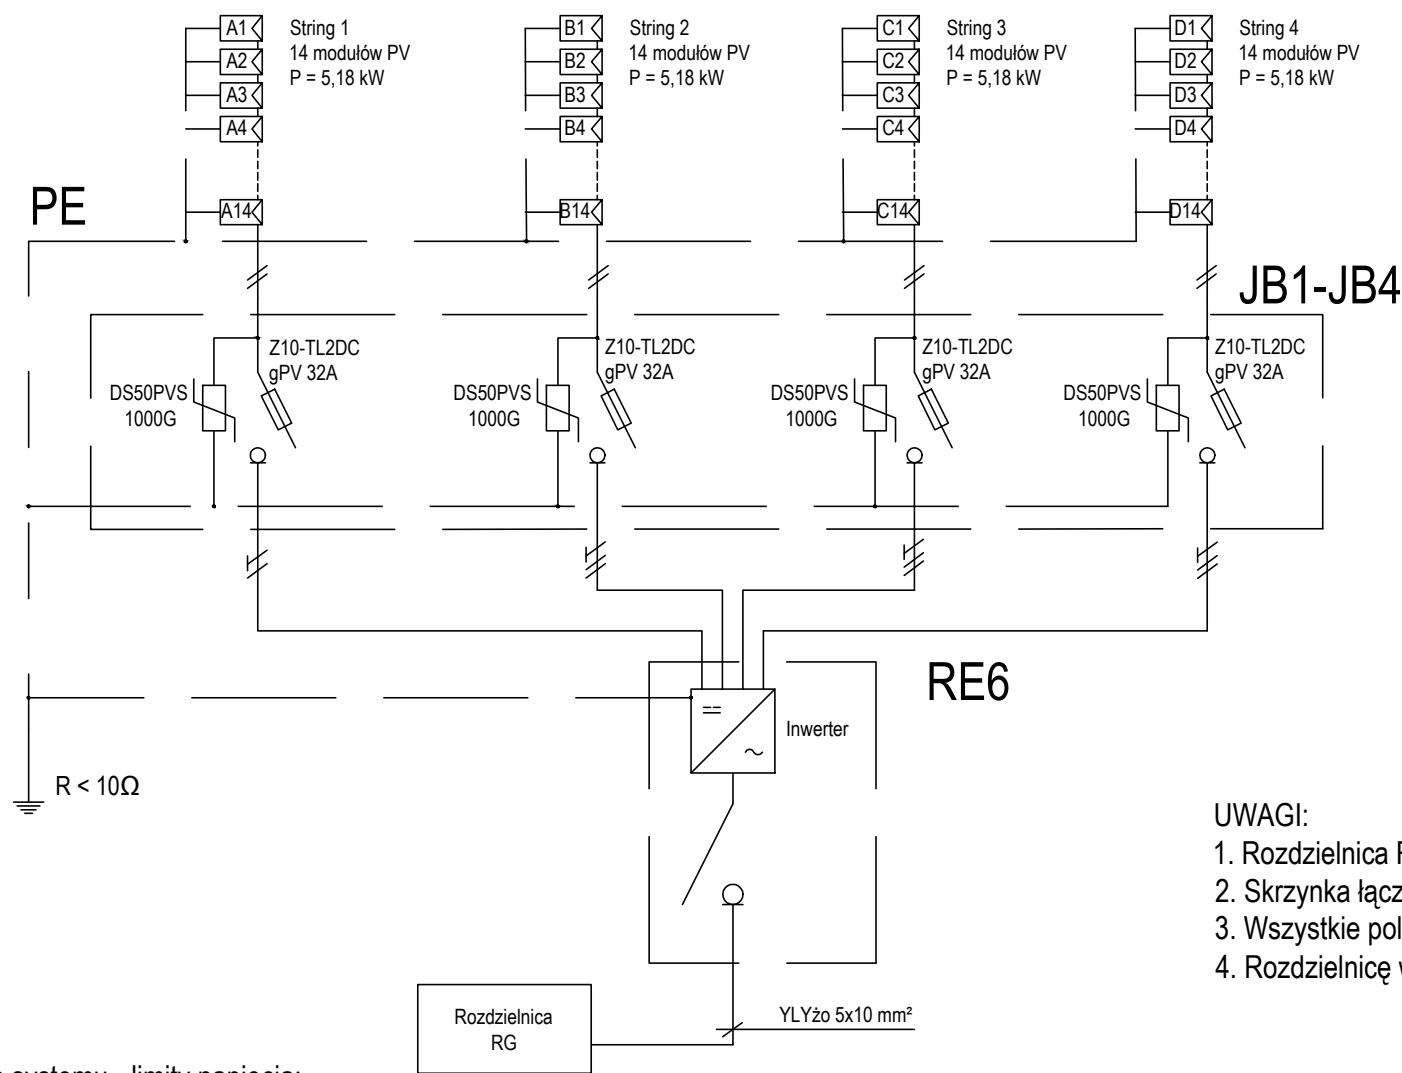 A1
A2
A3
A4
A14
String 1
14 modułów PV
P = 5,18 kW
B1
B2
B3
B4
B14
String 2
14 modułów PV
P = 5,18 kW
C1
C2
C3
C4
C14
String 3
14 modułów PV
P = 5,18 kW
D1
D2
D3
D4
D14
String 4
14 modułów PV
P = 5,18 kW
PE
JB1-JB4
Z10-TL2DC
gPV 32A
DS50PVS
1000G
Z10-TL2DC
gPV 32A
DS50PVS
1000G
Z10-TL2DC
gPV 32A
DS50PVS
1000G
Z10-TL2DC
gPV 32A
DS50PVS
1000G
RE6
Inwerter
R < 10Ω
UWAGI:
1. Rozdzielnica
2. Skrzynka
3. Wszystkie
4. Rozdzielnicę
Rozdzielnica
RG
YLYżo 5x10 mm²
systemu - limity napięcia: